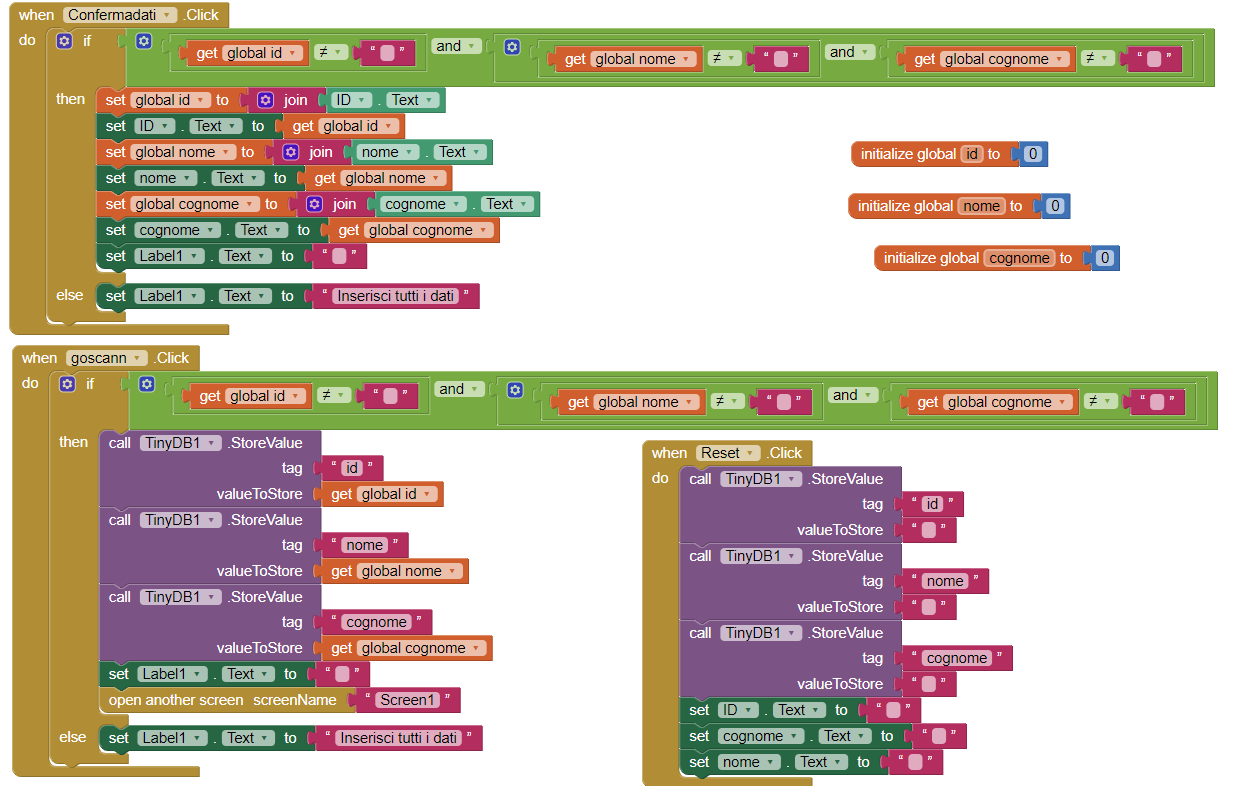 when Confermadati .Click
do if get global id ≠ “ ” and get global nome ≠ “ ” and get global cognome ≠ “ ”
then set global id to join ID . Text
set ID . Text to get global id
set global nome to join nome . Text
set nome . Text to get global nome
set global cognome to join cognome . Text
set cognome . Text to get global cognome
set Label1 . Text to “ ”
else set Label1 . Text to “ Inserisci tutti i dati ”
initialize global id to 0
initialize global nome to 0
initialize global cognome to 0
when goscann .Click
do if get global id ≠ “ ” and get global nome ≠ “ ” and get global cognome ≠ “ ”
then call TinyDB1 .StoreValue
tag “ id ”
valueToStore get global id
call TinyDB1 .StoreValue
tag “ nome ”
valueToStore get global nome
call TinyDB1 .StoreValue
tag “ cognome ”
valueToStore get global cognome
set Label1 . Text to “ ”
open another screen screenName “ Screen1 ”
else set Label1 . Text to “ Inserisci tutti i dati ”
when Reset .Click
do call TinyDB1 .StoreValue
tag “ id ”
valueToStore “ ”
call TinyDB1 .StoreValue
tag “ nome ”
valueToStore “ ”
call TinyDB1 .StoreValue
tag “ cognome ”
valueToStore “ ”
set ID . Text to “ ”
set cognome . Text to “ ”
set nome . Text to “ ”